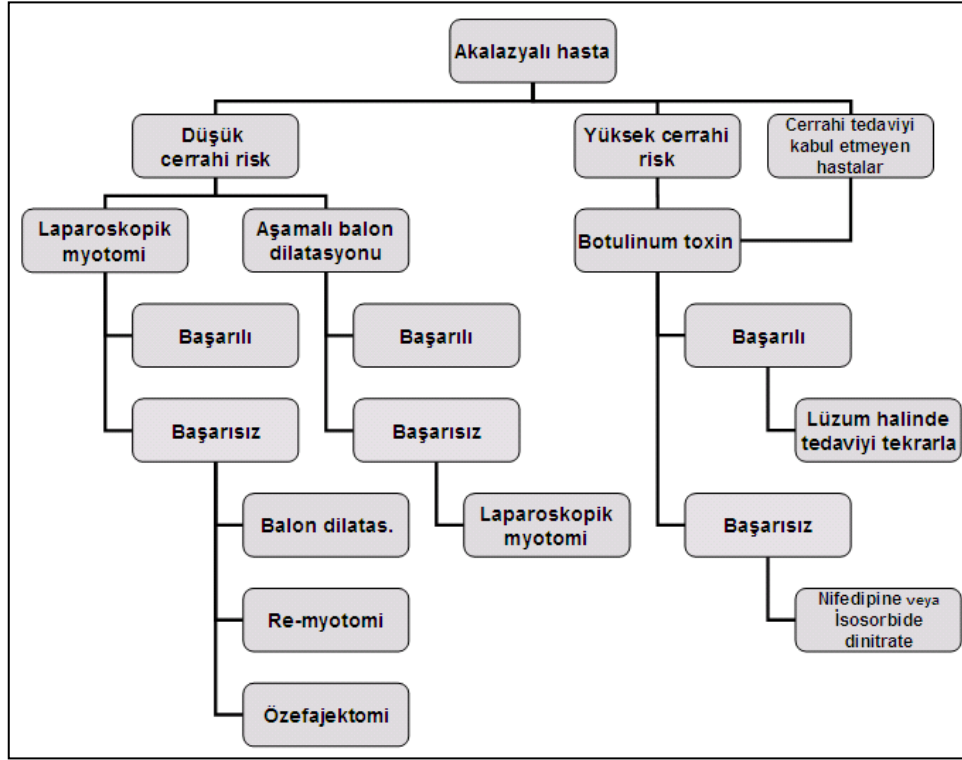 Akalazyalı hasta
Düşük
cerrahi risk
Yüksek cerrahi
risk
Cerrahi tedaviyi
kabul etmeyen
hastalar
Laparoskopik
myotomi
Aşamalı balon
dilatasyonu
Botulinum toxin
Başarılı
Başarılı
Başarılı
Başarısız
Başarısız
Lüzum halinde
tedaviyi tekrarla
Balon dilatas.
Laparoskopik
myotomi
Başarısız
Re-myotomi
Nifedipine veya
İsosorbide
dinitrate
Özefajektomi